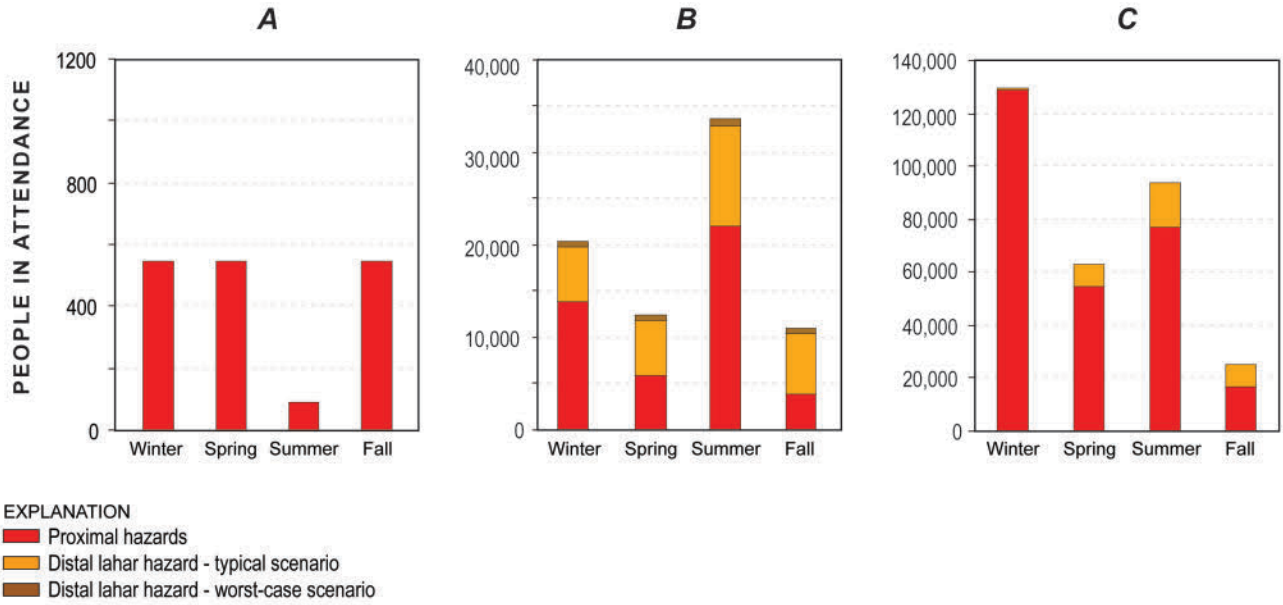 A
B
C
PEOPLE IN ATTENDANCE
1200
800
400
0
Winter Spring Summer Fall
40,000
30,000
20,000
10,000
0
Winter Spring Summer Fall
140,000
120,000
100,000
80,000
60,000
40,000
20,000
0
Winter Spring Summer Fall
EXPLANATION
Proximal hazards
Distal lahar hazard - typical scenario
Distal lahar hazard - worst-case scenario